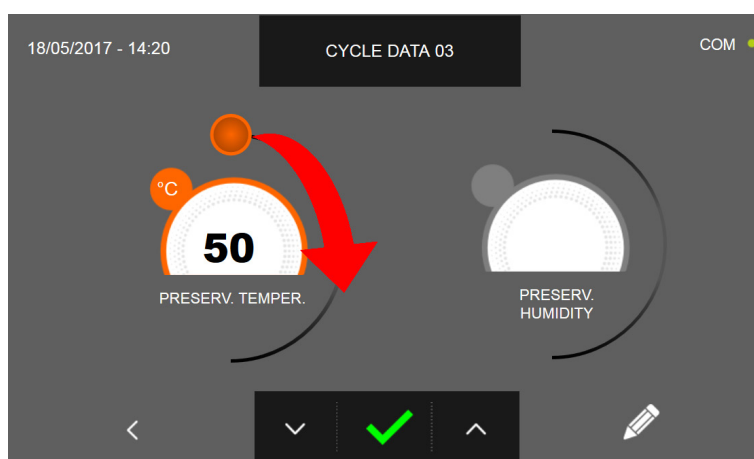 18/05/2017 - 14:20
CYCLE DATA 03
COM
°C
50
PRESERV. TEMPER.
PRESERV.
HUMIDITY